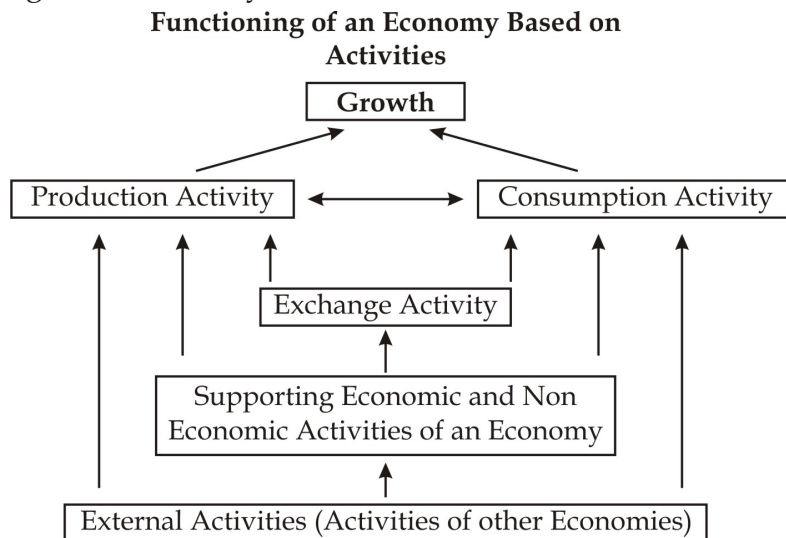 Functioning of an Economy Based on
Activities
Growth
Production Activity
Consumption Activity
Exchange Activity
Supporting Economic and Non
Economic Activities of an Economy
External Activities (Activities of other Economies)